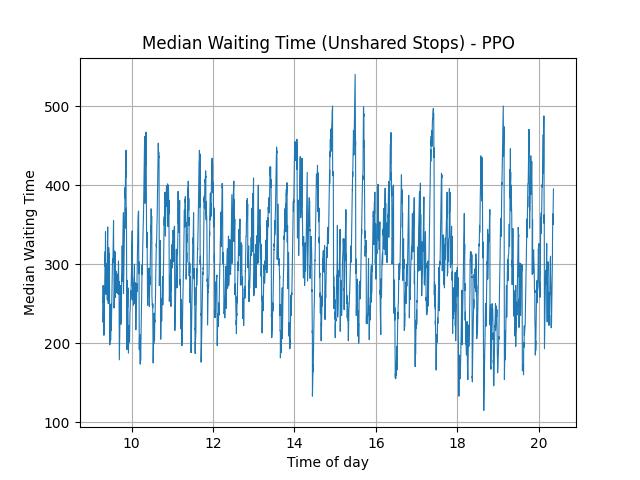 Median Waiting Time (Unshared Stops) - PPO
Median Waiting Time
500
400
300
200
100
10 12 14 16 18 20
Time of day